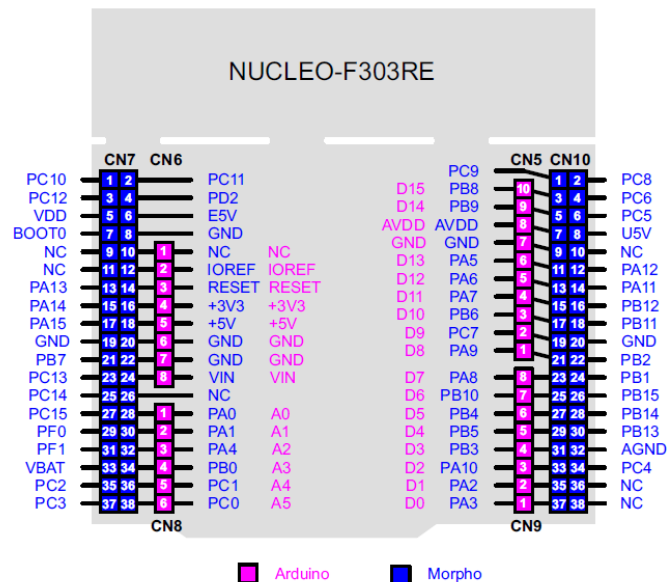 NUCLEO-F303RE
CN7 CN6 CN5 CN10
PC9
PC10 1 2 PC11 1 2 PC8
PC12 3 4 PD2 D15 PB8 10 3 4 PC6
VDD 5 6 E5V D14 PB9 9 5 6 PC5
BOOT0 7 8 GND AVDD AVDD 8 7 8 U5V
NC 9 10 1 NC NC GND GND 7 9 10 NC
NC 11 12 2 IOREF IOREF D13 PA5 6 11 12 PA12
PA13 13 14 3 RESET RESET D12 PA6 5 13 14 PA11
PA14 15 16 4 +3V3 +3V3 D11 PA7 4 15 16 PB12
PA15 17 18 5 +5V +5V D10 PB6 3 17 18 PB11
GND 19 20 6 GND GND D9 PC7 2 19 20 GND
PB7 21 22 7 GND GND D8 PA9 1 21 22 PB2
PC13 23 24 8 VIN VIN D7 PA8 8 23 24 PB1
PC14 25 26 NC D6 PB10 7 25 26 PB15
PC15 27 28 1 PA0 A0 D5 PB4 6 27 28 PB14
PF0 29 30 2 PA1 A1 D4 PB5 5 29 30 PB13
PF1 31 32 3 PA4 A2 D3 PB3 4 31 32 AGND
VBAT 33 34 4 PB0 A3 D2 PA10 3 33 34 PC4
PC2 35 36 5 PC1 A4 D1 PA2 2 35 36 NC
PC3 37 38 6 PC0 A5 D0 PA3 1 37 38 NC
CN8 CN9
Arduino Morpho